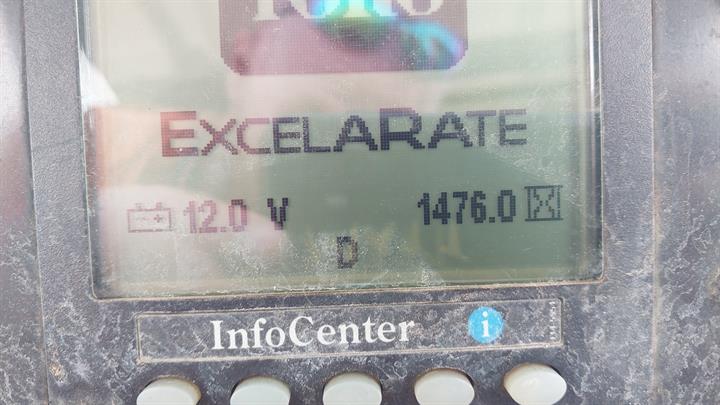 EXCELARATE
12.0 V 1476.0
D
InfoCenter i